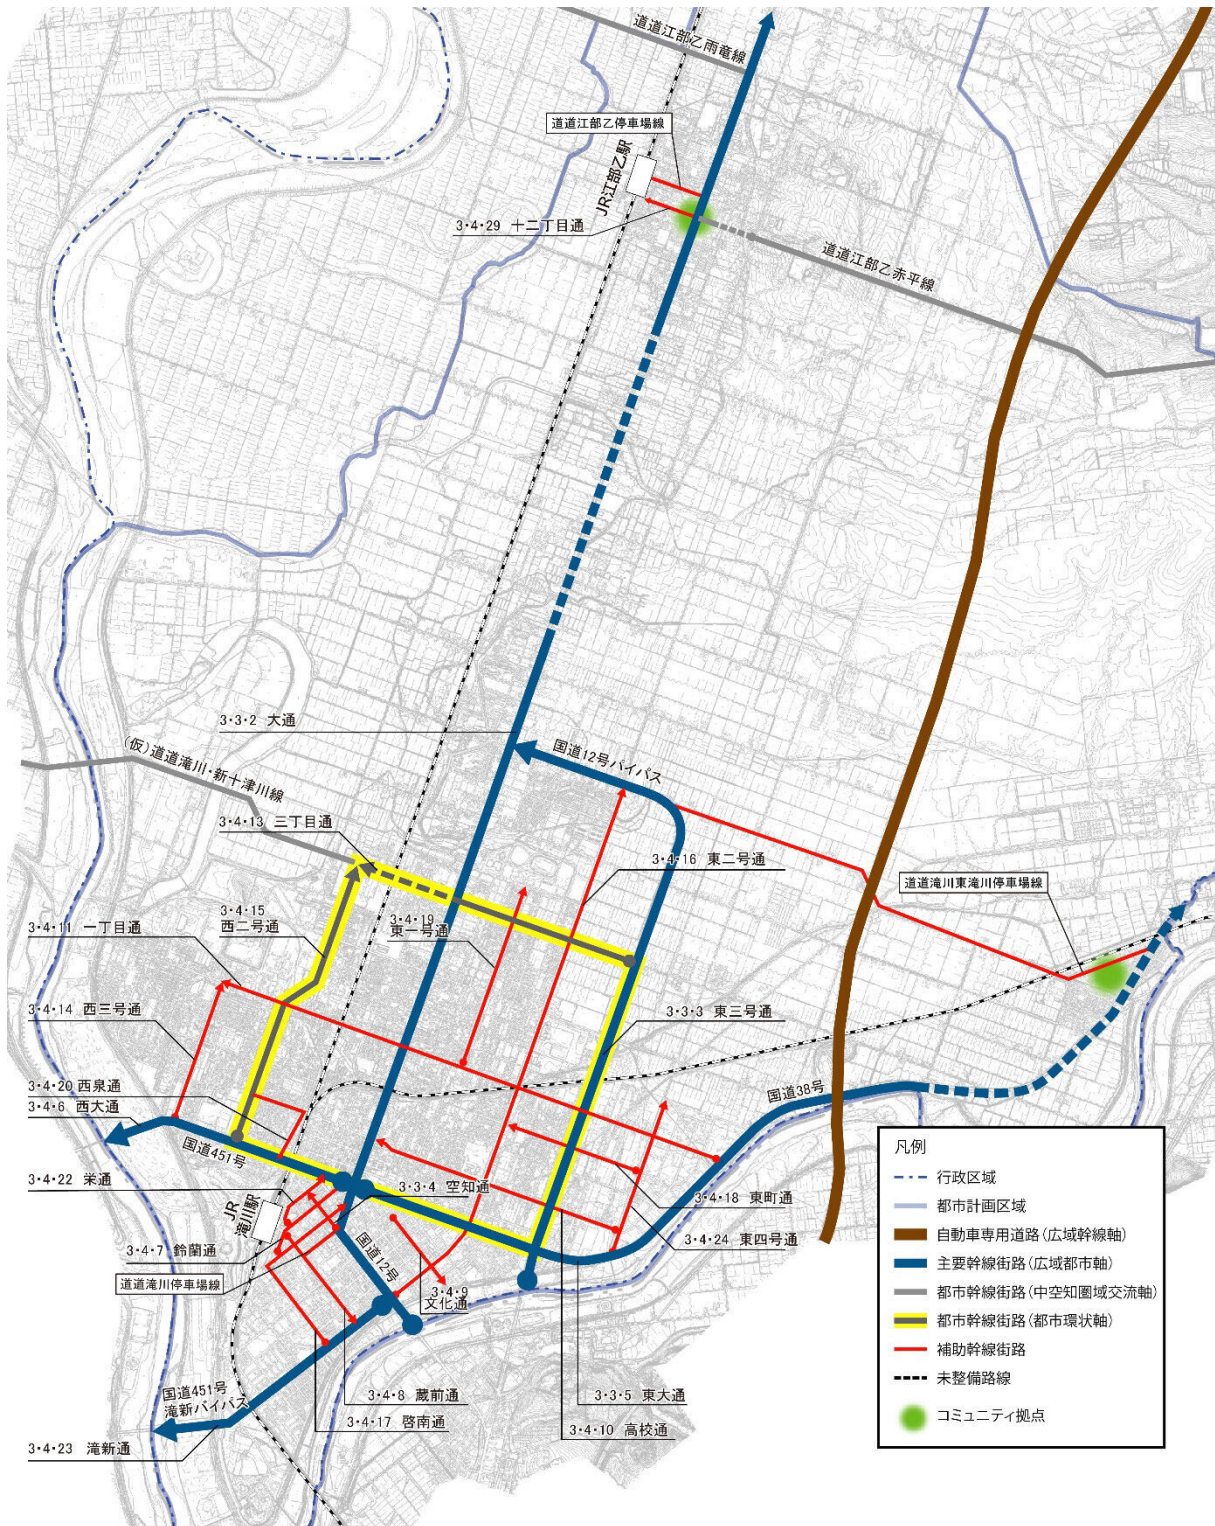 道道江部乙雨竜線
道道江部乙停車場線
JR江部乙駅
3・4・29 十二丁目通
道道江部乙赤平線
3・3・2 大通
国道12号バイパス
(仮)道道滝川・新十津川線
3・4・13 三丁目通
3・4・16 東二号通
道道滝川東滝川停車場線
3・4・15
西二号通
3・4・19
東一号通
3・4・11 一丁目通
3・4・14 西三号通
3・3・3 東三号通
3・4・20 西泉通
3・4・6 西大通
国道38号
国道451号
3・4・22 栄通
JR
滝川駅
3・3・4 空知通
3・4・18 東町通
3・4・24 東四号通
3・4・7 鈴蘭通
国道12号
道道滝川停車場線
3・4・9
文化通
国道451号
滝新バイパス
3・4・8 蔵前通
3・3・5 東大通
3・4・17 啓南通
3・4・10 高校通
3・4・23 滝新通
凡例
行政区域
都市計画区域
自動車専用道路(広域幹線軸)
主要幹線街路(広域都市軸)
都市幹線街路(中空知圏域交流軸)
都市幹線街路(都市環状軸)
補助幹線街路
未整備路線
コミュニティ拠点